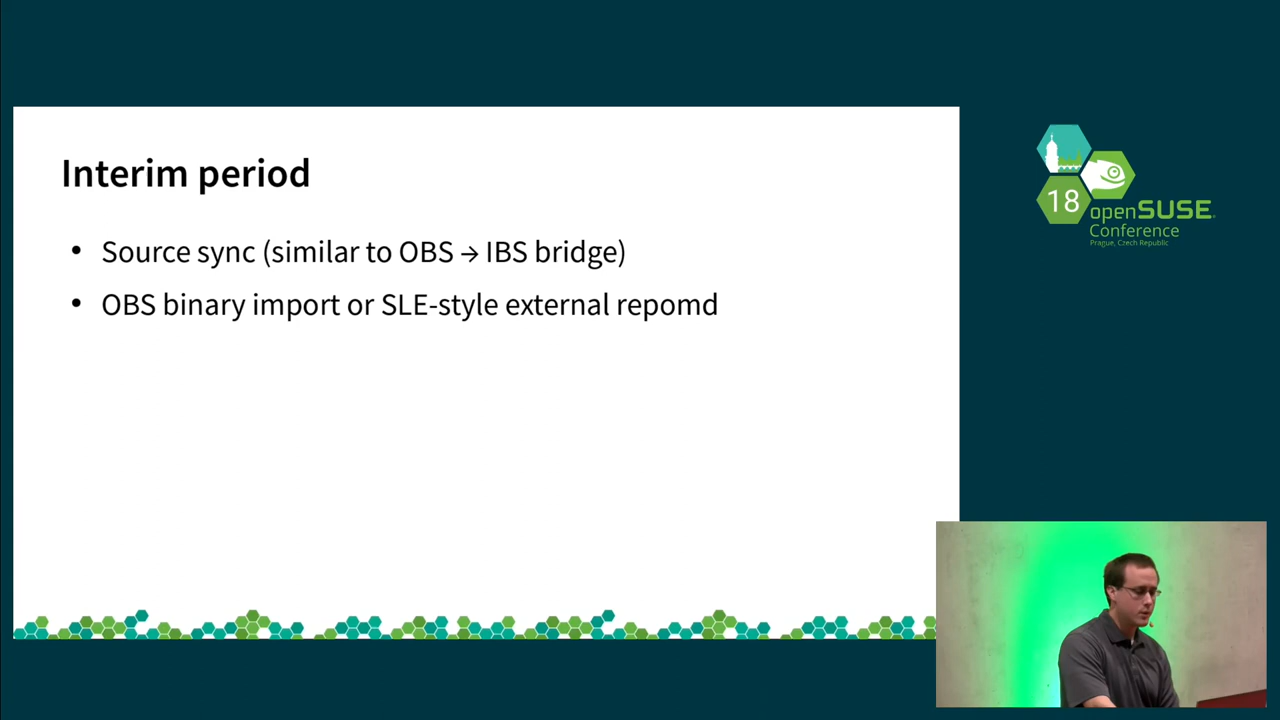 Interim period
• Source sync (similar to OBS → IBS bridge)
• OBS binary import or SLE-style external repomd
18
openSUSE
Conference
Prague, Czech Republic